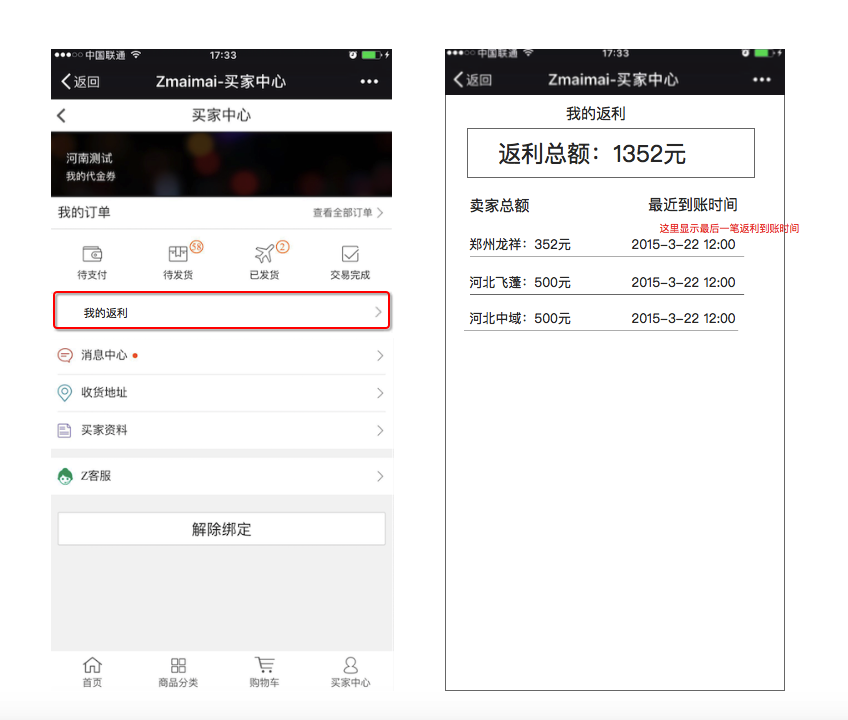 中国联通 17:33
返回 Zmaimai-买家中心
买家中心
河南测试
我的代金券
我的订单 查看全部订单
58 2
待支付 待发货 已发货 交易完成
我的返利
消息中心
收货地址
买家资料
Z客服
解除绑定
首页 商品分类 购物车 买家中心
中国联通 17:33
返回 Zmaimai-买家中心
我的返利
返利总额：1352元
卖家总额 最近到账时间
这里显示最后一笔返利到账时间
郑州龙祥：352元 2015-3-22 12:00
河北飞蓬：500元 2015-3-22 12:00
河北中域：500元 2015-3-22 12:00